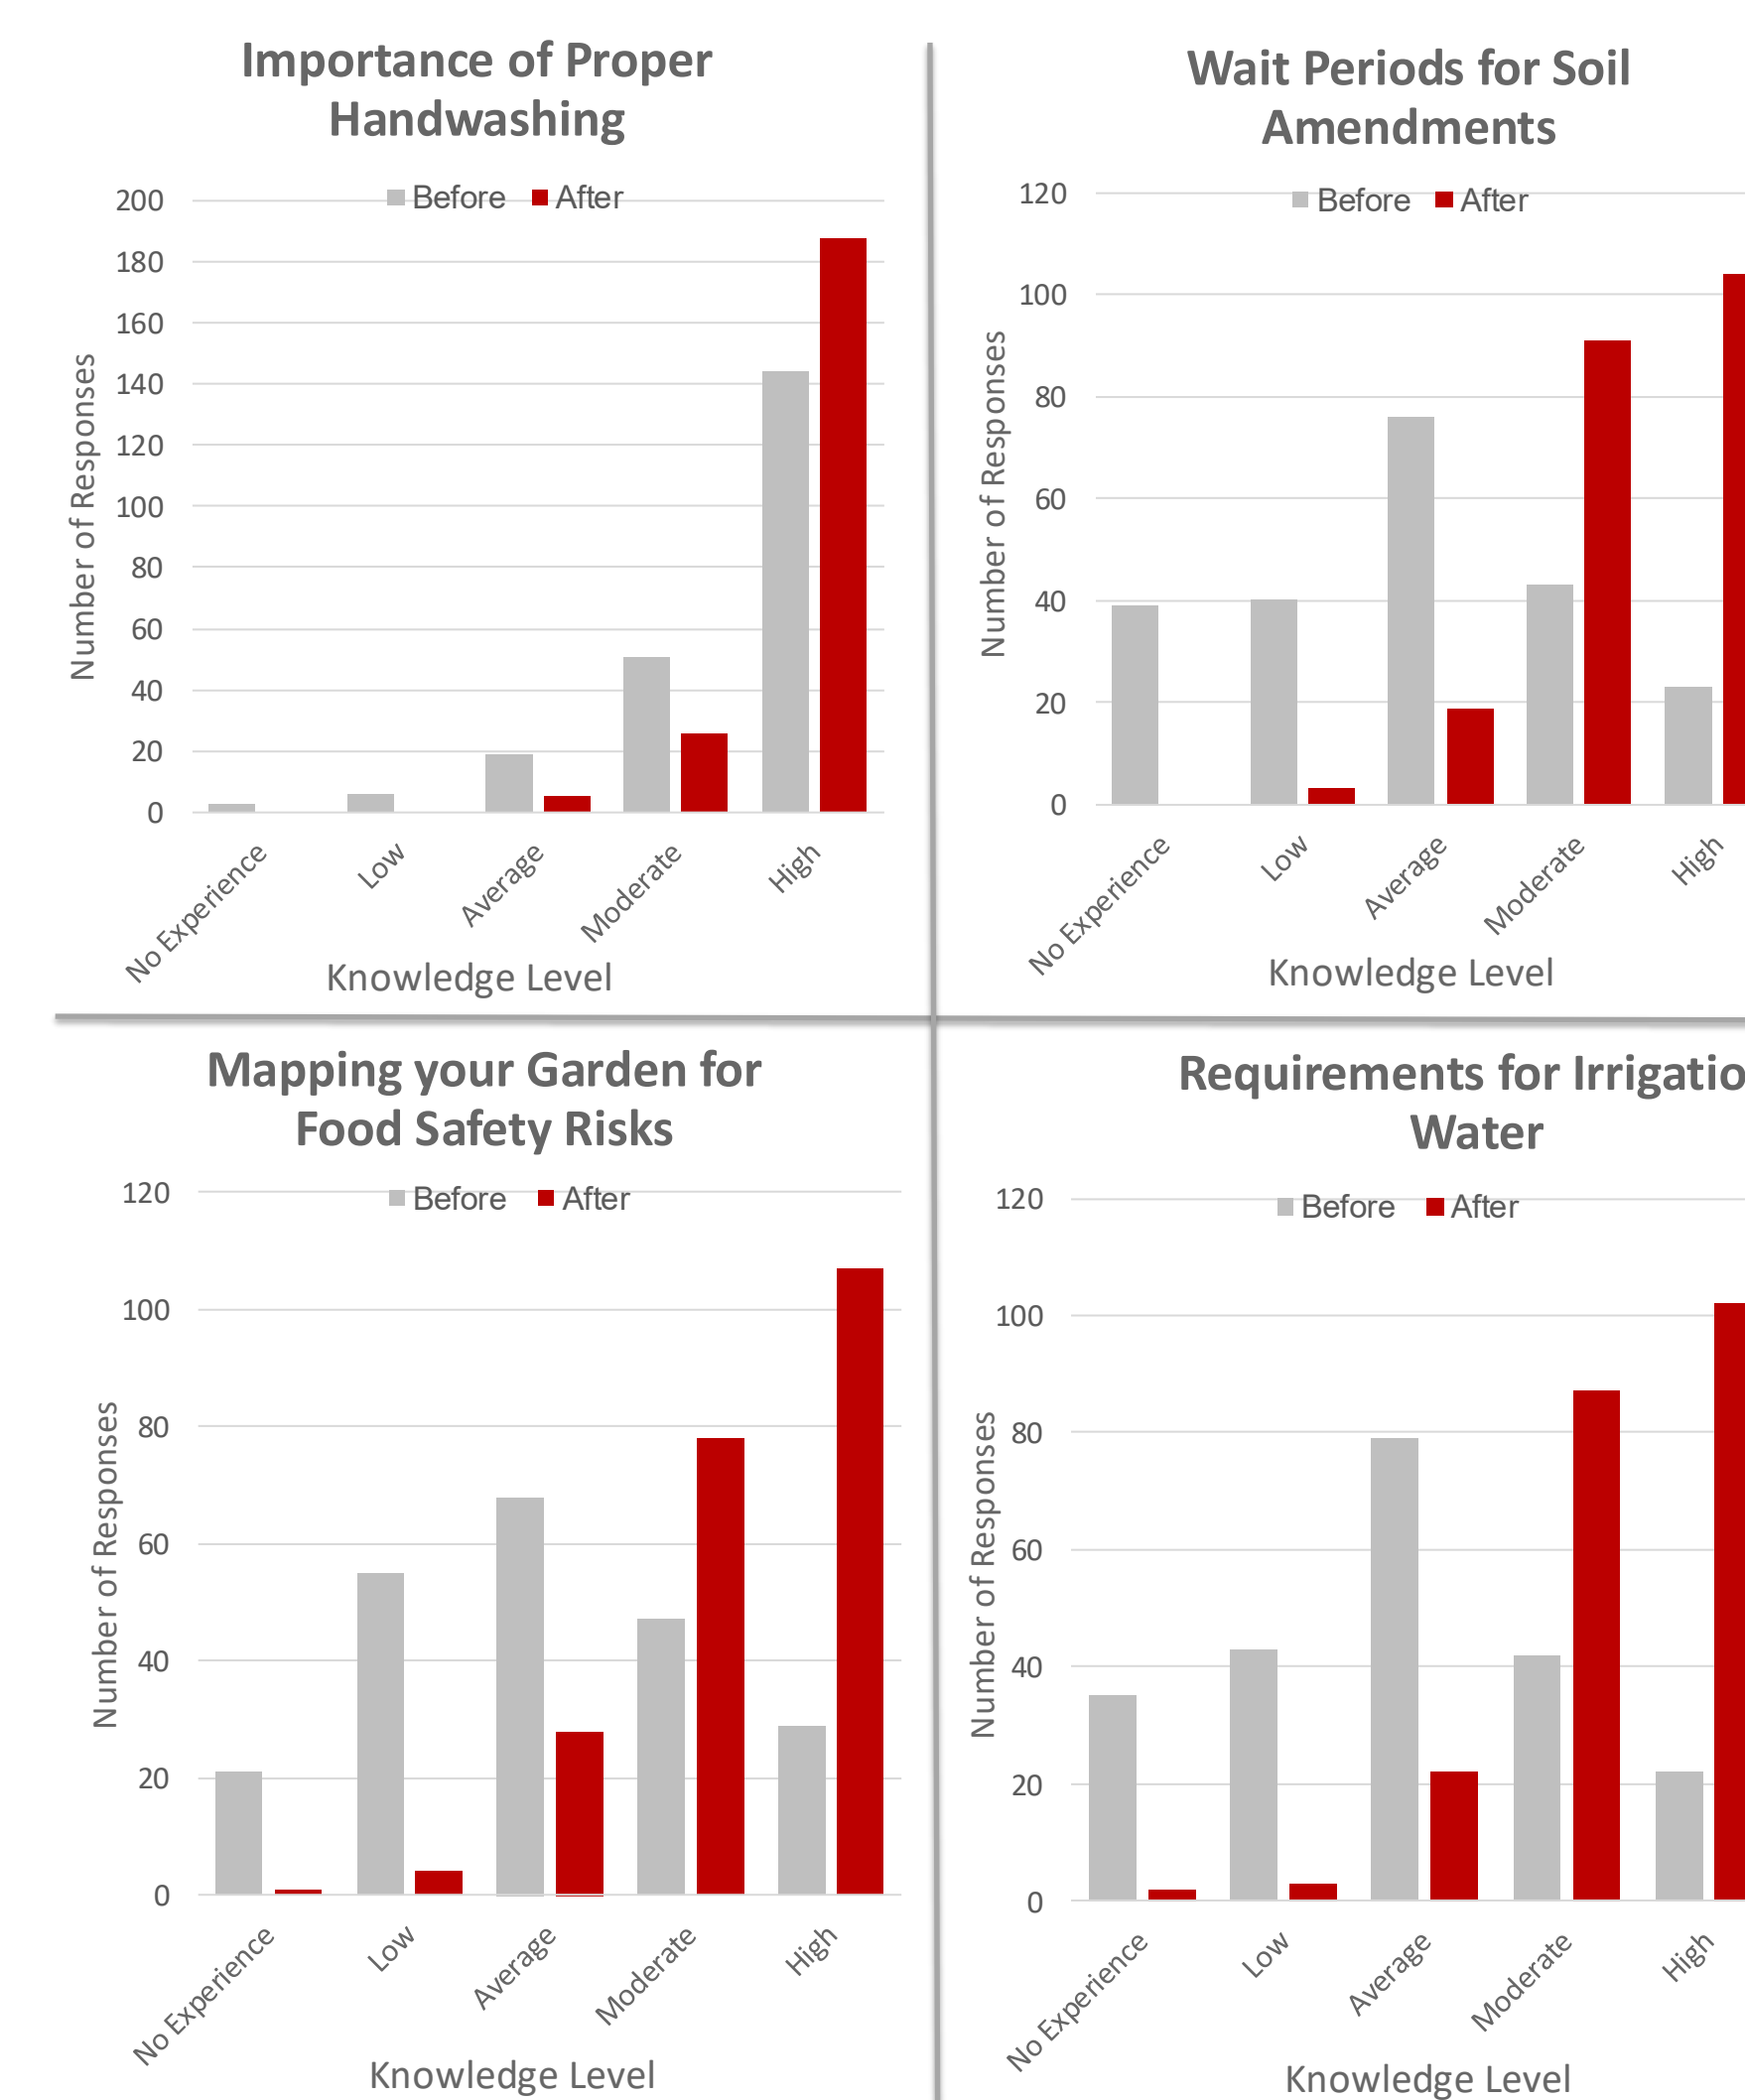 Importance of Proper
Handwashing
Before After
200
180
160
140
120
100
80
60
40
20
0
Number of Responses
No Experience Low Average Moderate High
Knowledge Level
Wait Periods for Soil
Amendments
Before After
120
100
80
60
40
20
0
Number of Responses
No Experience Low Average Moderate High
Knowledge Level
Mapping your Garden for
Food Safety Risks
Before After
120
100
80
60
40
20
0
Number of Responses
No Experience Low Average Moderate High
Knowledge Level
Requirements for Irrigatio
Water
Before After
120
100
80
60
40
20
0
Number of Responses
No Experience Low Average Moderate High
Knowledge Level